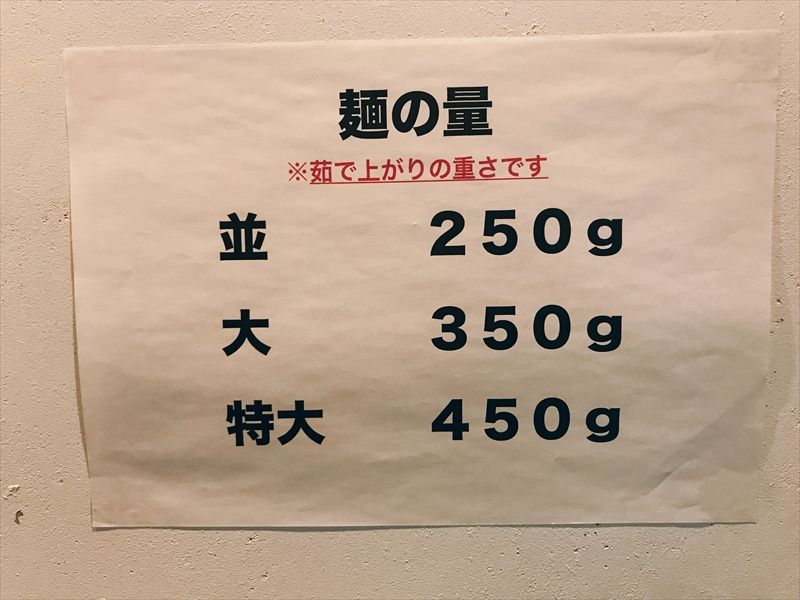 麺の量
※茹で上がりの重さです
並 250g
大 350g
特大 450g